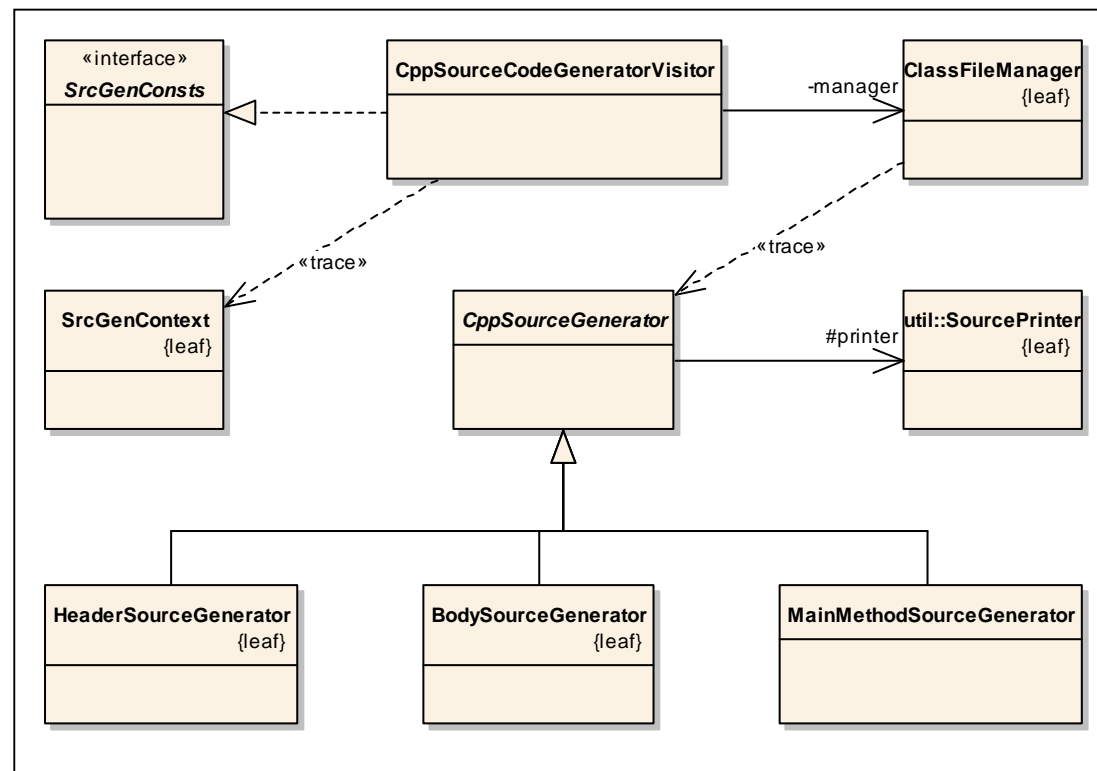 «interface»
SrcGenConsts
CppSourceCodeGeneratorVisitor
-manager
ClassFileManager
{leaf}
«trace»
«trace»
SrcGenContext
{leaf}
CppSourceGenerator
#printer
util::SourcePrinter
{leaf}
HeaderSourceGenerator
{leaf}
BodySourceGenerator
{leaf}
MainMethodSourceGenerator